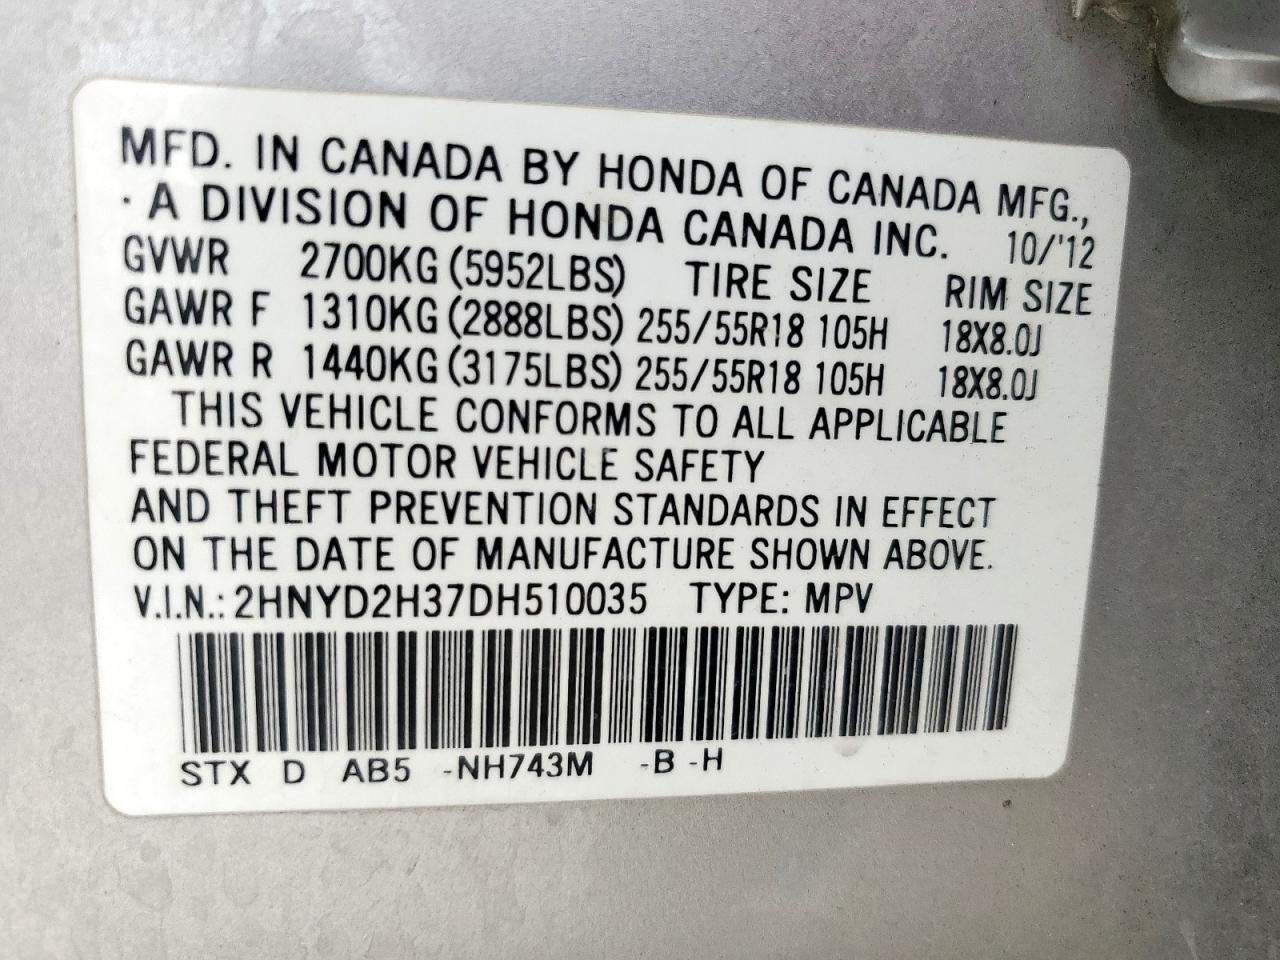 MFD. IN CANADA BY HONDA OF CANADA MFG.,
· A DIVISION OF HONDA CANADA INC. 10/'12
GVWR 2700KG (5952LBS) TIRE SIZE RIM SIZE
GAWR F 1310KG (2888LBS) 255/55R18 105H 18X8.0J
GAWR R 1440KG (3175LBS) 255/55R18 105H 18X8.0J
THIS VEHICLE CONFORMS TO ALL APPLICABLE
FEDERAL MOTOR VEHICLE SAFETY
AND THEFT PREVENTION STANDARDS IN EFFECT
ON THE DATE OF MANUFACTURE SHOWN ABOVE.
V.I.N.: 2HNYD2H37DH510035 TYPE: MPV
STX D AB5 -NH743M -B -H